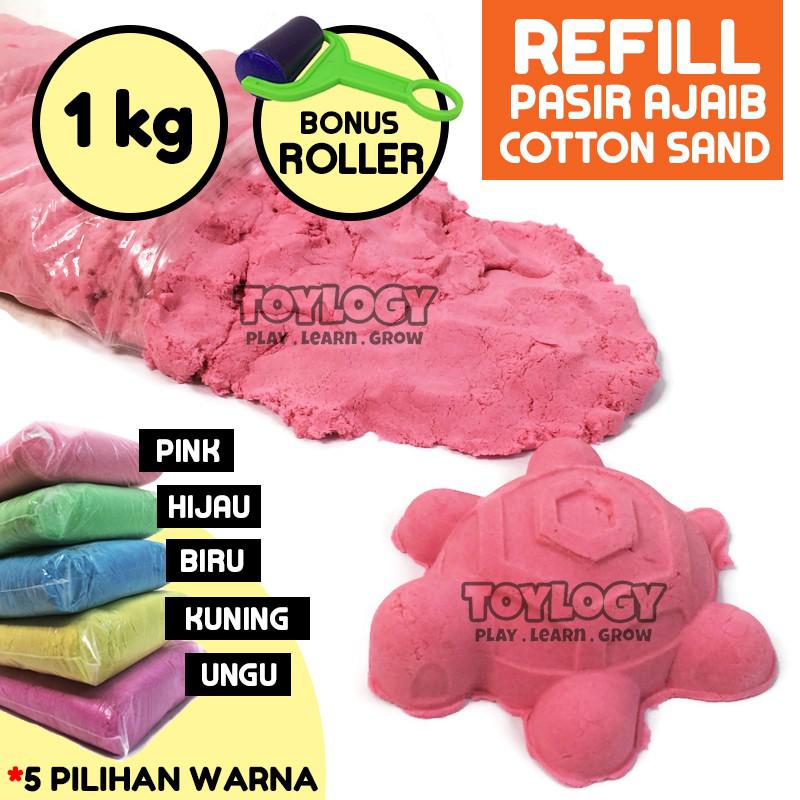 1 kg
BONUS
ROLLER
REFILL
PASIR AJAIB
COTTON SAND
TOYLOGY
PLAY . LEARN . GROW
PINK
HIJAU
BIRU
KUNING
UNGU
TOYLOGY
PLAY . LEARN . GROW
*5 PILIHAN WARNA